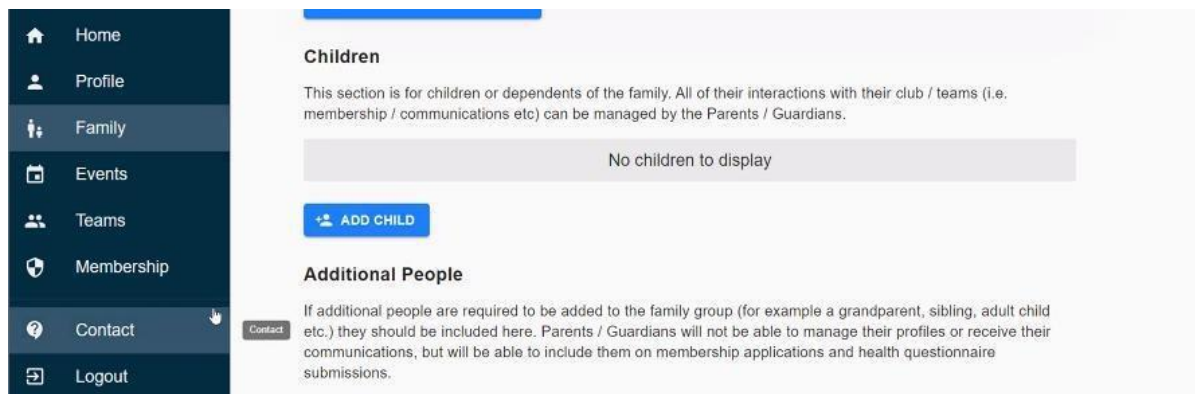 Home
Profile
Family
Events
Teams
Membership
Contact
Logout
Contact
Children
This section is for children or dependents of the family. All of their interactions with their club / teams (i.e.
membership / communications etc) can be managed by the Parents / Guardians.
No children to display
ADD CHILD
Additional People
If additional people are required to be added to the family group (for example a grandparent, sibling, adult child
etc.) they should be included here. Parents / Guardians will not be able to manage their profiles or receive their
communications, but will be able to include them on membership applications and health questionnaire
submissions.